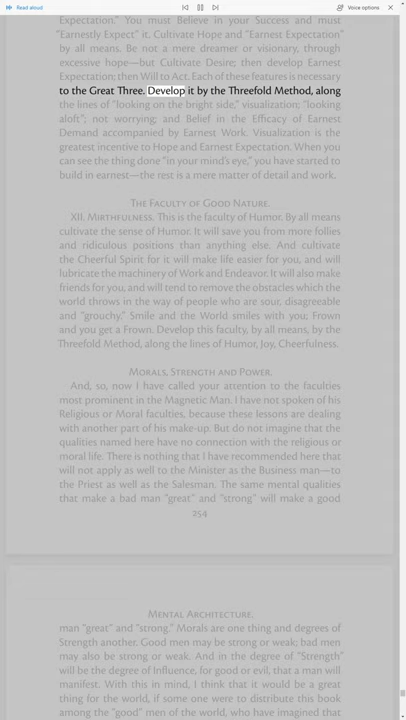 Read aloud
Voice options
Expectation." You must Believe in your Success and must
"Earnestly Expect" it. Cultivate Hope and "Earnest Expectation"
by all means. Be not a mere dreamer or visionary, through
excessive hope—but Cultivate Desire; then develop Earnest
Expectation; then Will to Act. Each of these features is necessary
to the Great Three. Develop it by the Threefold Method, along
the lines of "looking on the bright side," visualization; "looking
aloft"; not worrying; and Belief in the Efficacy of Earnest
Demand accompanied by Earnest Work. Visualization is the
greatest incentive to Hope and Earnest Expectation. When you
can see the thing done "in your mind's eye," you have started to
build in earnest—the rest is a mere matter of detail and work.
The Faculty of Good Nature.
XII. Mirthfulness. This is the faculty of Humor. By all means
cultivate the sense of Humor. It will save you from more follies
and ridiculous positions than anything else. And cultivate
the Cheerful Spirit for it will make life easier for you, and will
lubricate the machinery of Work and Endeavor. It will also make
friends for you, and will tend to remove the obstacles which the
world throws in the way of people who are sour, disagreeable
and "grouchy." Smile and the World smiles with you; Frown
and you get a Frown. Develop this faculty, by all means, by the
Threefold Method, along the lines of Humor, Joy, Cheerfulness.
Morals, Strength and Power.
And, so, now I have called your attention to the faculties
most prominent in the Magnetic Man. I have not spoken of his
Religious or Moral faculties, because these lessons are dealing
with another part of his make-up. But do not imagine that the
qualities named here have no connection with the religious or
moral life. There is nothing that I have recommended here that
will not apply as well to the Minister as the Business man—to
the Priest as well as the Salesman. The same mental qualities
that make a bad man "great" and "strong" will make a good
254
Mental Architecture.
man "great" and "strong." Morals are one thing and degrees of
Strength another. Good men may be strong or weak; bad men
may also be strong or weak. And in the degree of "Strength"
will be the degree of Influence, for good or evil, that a man will
manifest. With this in mind, I think that it would be a great
thing for the world, if some one were to distribute this book
among the "good" men of the world, who have imagined that